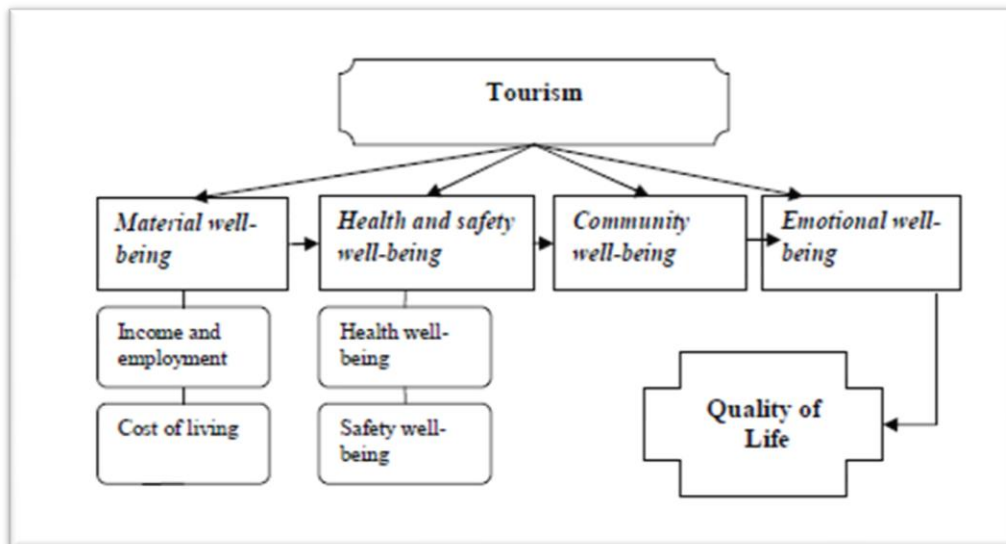 Tourism
Material well-
being
Health and safety
well-being
Community
well-being
Emotional well-
being
Income and
employment
Health well-
being
Cost of living
Safety well-
being
Quality of
Life